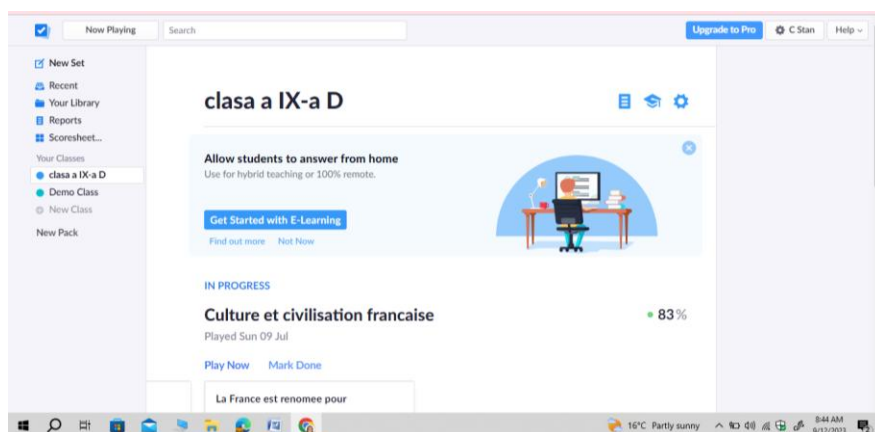 Now Playing
Search
Upgrade to Pro
C Stan
Help
New Set
Recent
Your Library
Reports
Scoresheet...
Your Classes
clasa a IX-a D
Demo Class
New Class
New Pack
clasa a IX-a D
Allow students to answer from home
Use for hybrid teaching or 100% remote.
Get Started with E-Learning
Find out more Not Now
IN PROGRESS
Culture et civilisation francaise
83%
Played Sun 09 Jul
Play Now Mark Done
La France est renomee pour
16°C Partly sunny
8:44 AM